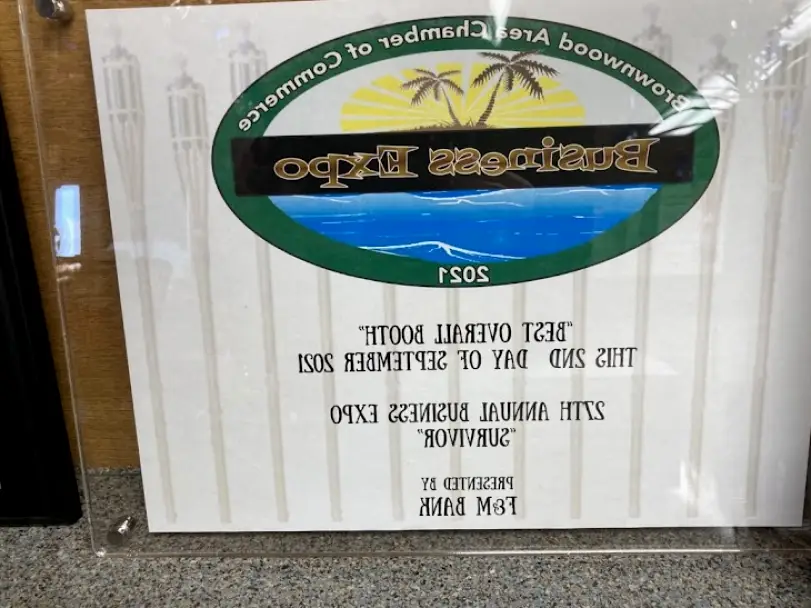 Brownwood Area Chamber of Commerce
Business Expo
2021
"BEST OVERALL BOOTH"
THIS 2ND DAY OF SEPTEMBER 2021
27TH ANNUAL BUSINESS EXPO
"SURVIVOR"
PRESENTED BY
F&M BANK